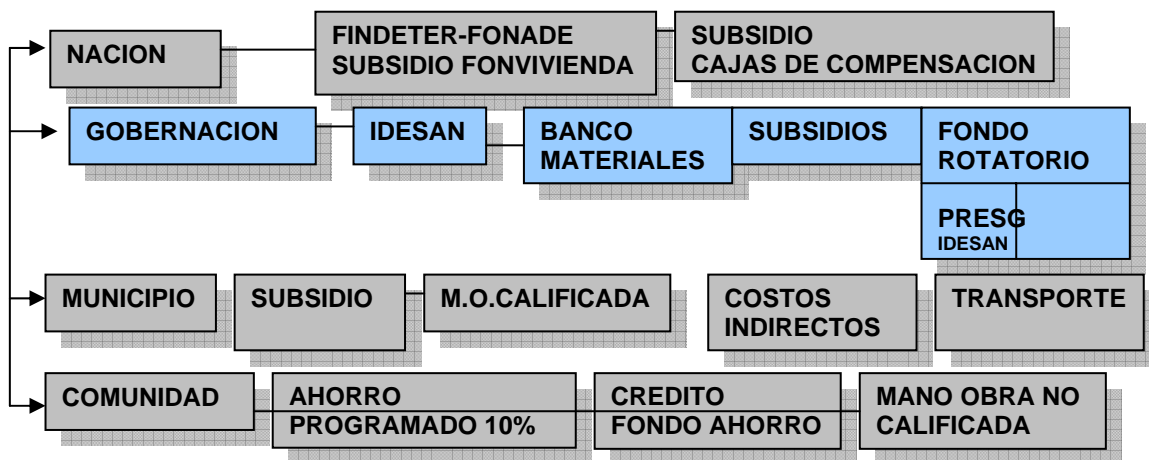 NACION
FINDETER-FONADE
SUBSIDIO FONVIVIENDA
SUBSIDIO
CAJAS DE COMPENSACION
GOBERNACION
IDESAN
BANCO
MATERIALES
SUBSIDIOS
FONDO
ROTATORIO
PRESG
IDESAN
MUNICIPIO
SUBSIDIO
M.O.CALIFICADA
COSTOS
INDIRECTOS
TRANSPORTE
COMUNIDAD
AHORRO
PROGRAMADO 10%
CREDITO
FONDO AHORRO
MANO OBRA NO
CALIFICADA